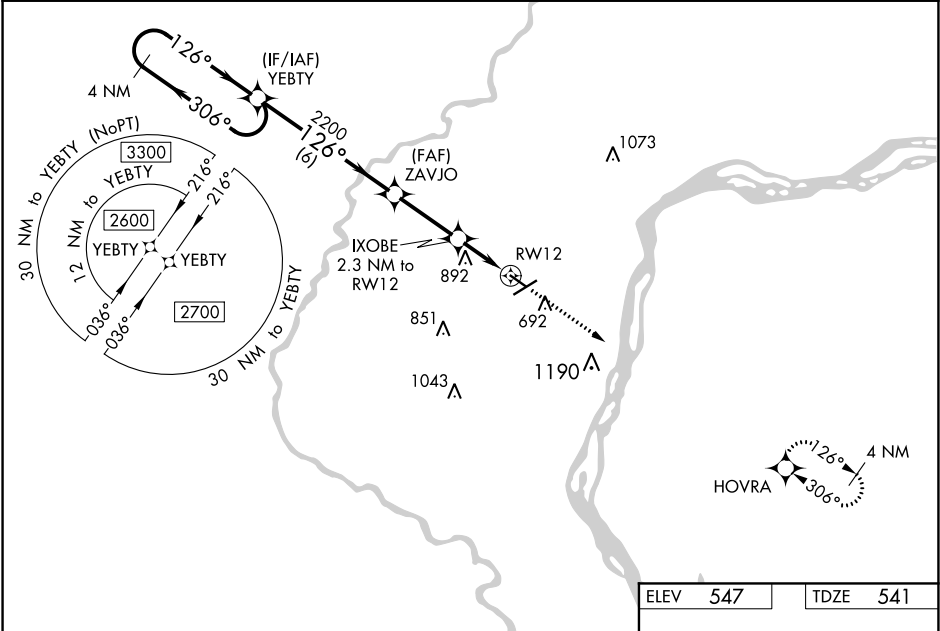 126°
4 NM
306°
(IF/IAF)
YEBTY
2200
126°
(6)
(FAF)
ZAVJO
1073
30 NM to YEBTY (NoPT)
3300
216°
216°
12 NM to YEBTY
2600
YEBTY
YEBTY
2700
036°
036°
30 NM to YEBTY
IXOBE
2.3 NM to
RW12
892
RW12
851
692
1043
1190
126°
4 NM
HOVRA
306°
ELEV 547
TDZE 541